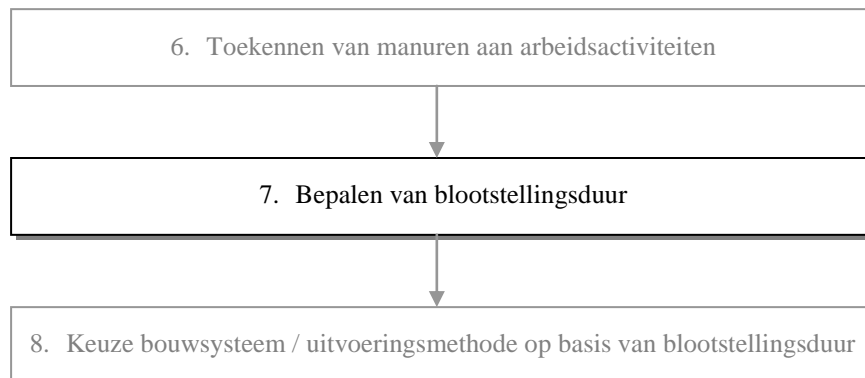 6. Toekennen van manuren aan arbeidsactiviteiten
7. Bepalen van blootstellingsduur
8. Keuze bouwsysteem / uitvoeringsmethode op basis van blootstellingsduur